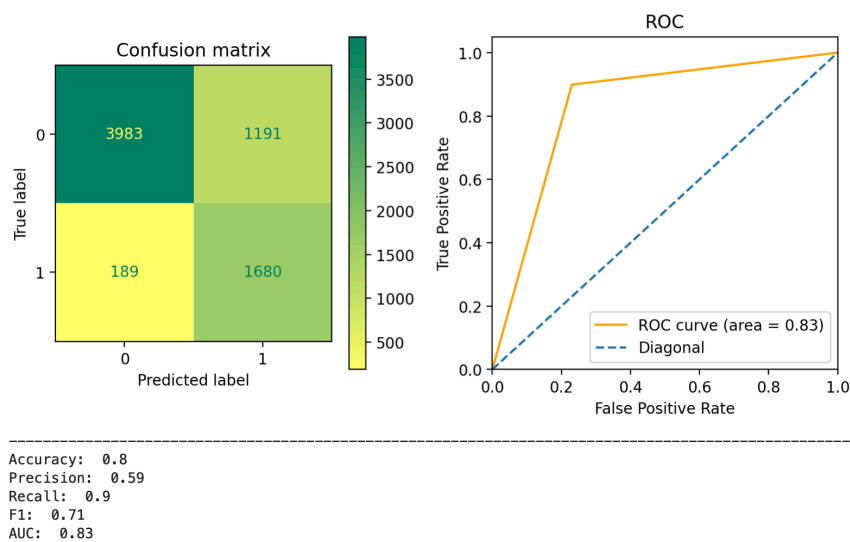 Confusion matrix
True label
0
3983
1191
1
189
1680
0
1
Predicted label
3500
3000
2500
2000
1500
1000
500
ROC
True Positive Rate
1.0
0.8
0.6
0.4
0.2
0.0
0.0
0.2
0.4
0.6
0.8
1.0
False Positive Rate
ROC curve (area = 0.83)
Diagonal
Accuracy: 0.8
Precision: 0.59
Recall: 0.9
F1: 0.71
AUC: 0.83